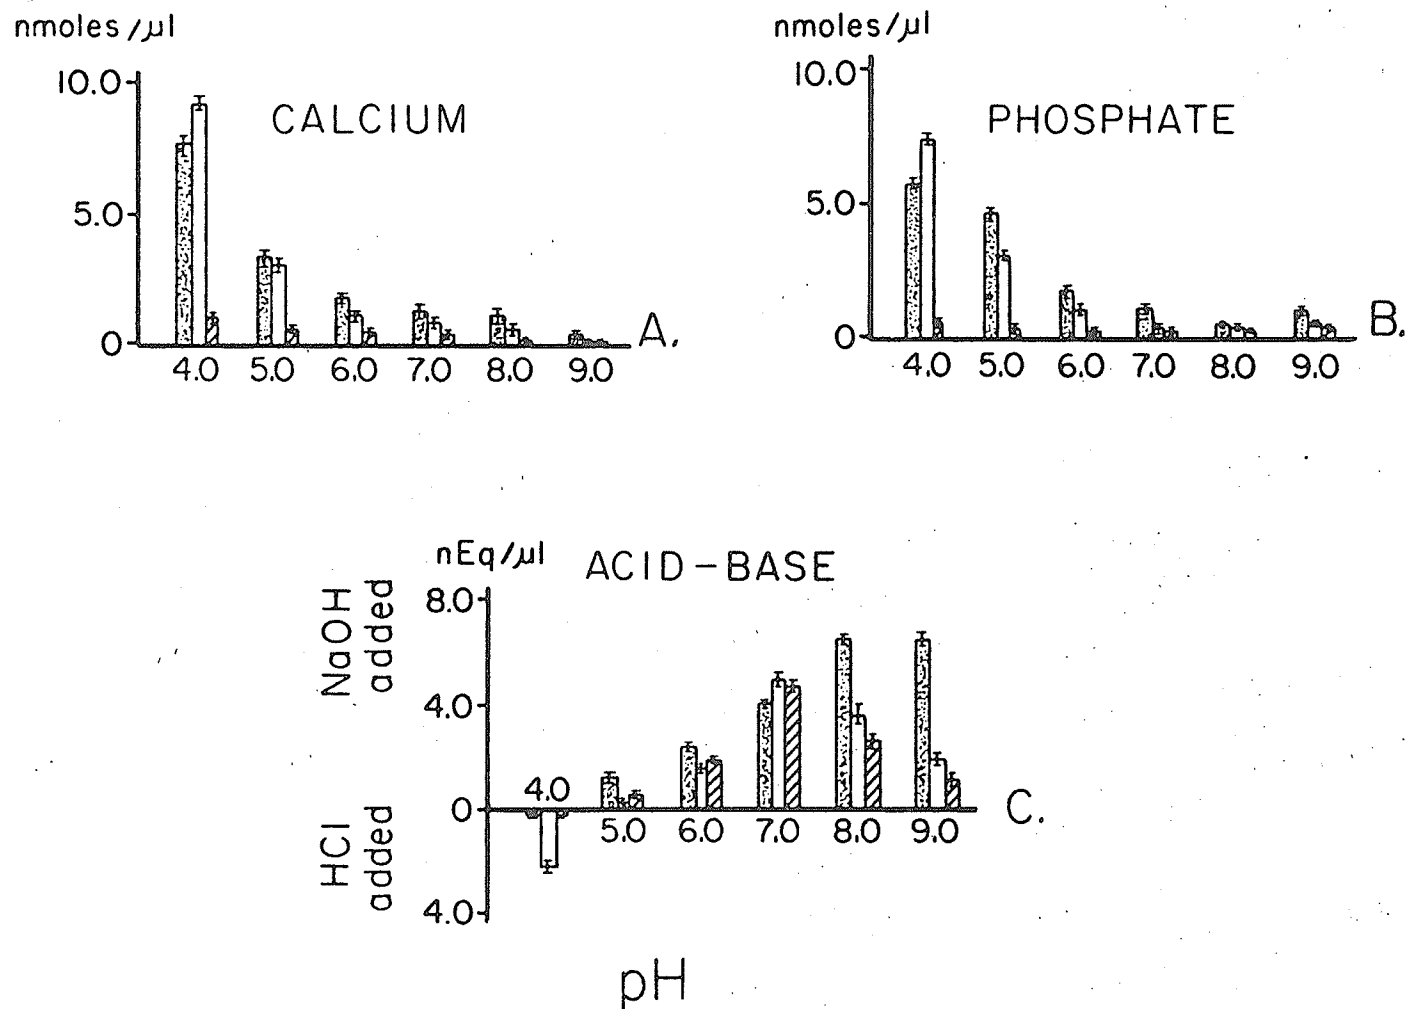 nmoles/µl
10.0
CALCIUM
5.0
0
A.
4.0 5.0 6.0 7.0 8.0 9.0
nmoles/µl
10.0
PHOSPHATE
5.0
0
B.
4.0 5.0 6.0 7.0 8.0 9.0
nEq/µl ACID-BASE
NaOH
added
8.0
4.0
4.0
0
C.
5.0 6.0 7.0 8.0 9.0
HCl
added
4.0
pH